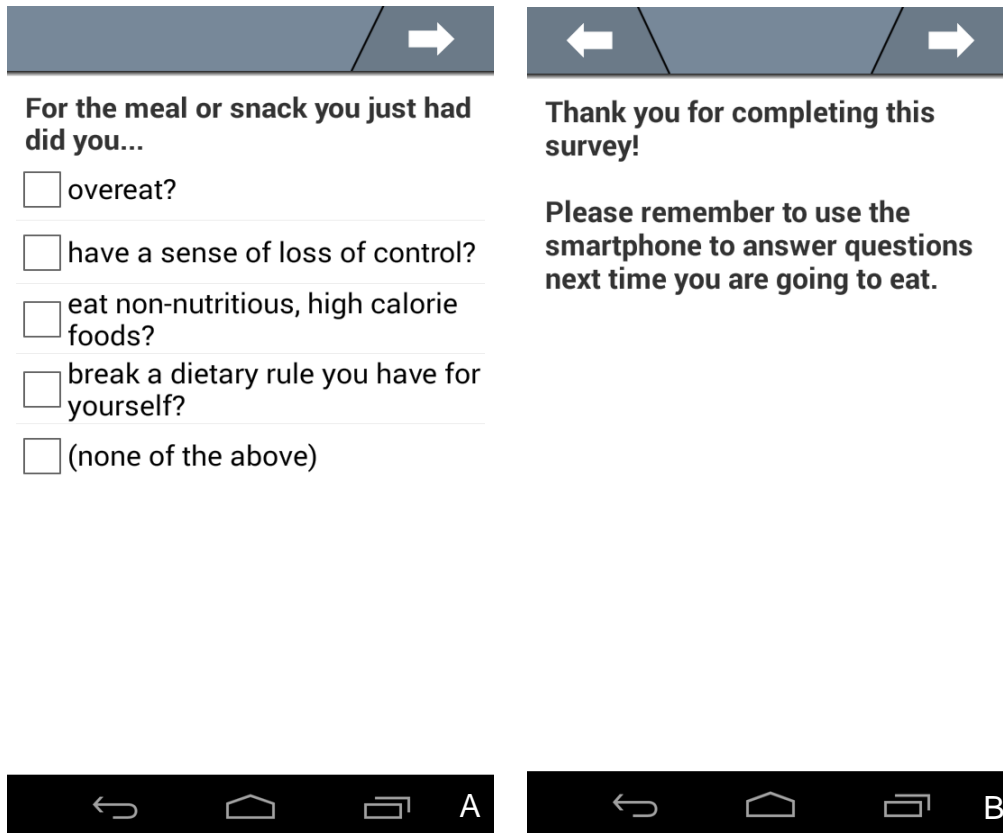 For the meal or snack you just had
did you...
overeat?
have a sense of loss of control?
eat non-nutritious, high calorie
foods?
break a dietary rule you have for
yourself?
(none of the above)
A
Thank you for completing this
survey!
Please remember to use the
smartphone to answer questions
next time you are going to eat.
B